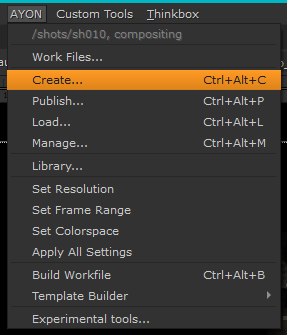 AYON Custom Tools Thinkbox
/shots/sh010, compositing
Work Files...
Create... Ctrl+Alt+C
Publish... Ctrl+Alt+P
Load... Ctrl+Alt+L
Manage... Ctrl+Alt+M
Library...
Set Resolution
Set Frame Range
Set Colorspace
Apply All Settings
Build Workfile Ctrl+Alt+B
Template Builder
Experimental tools...